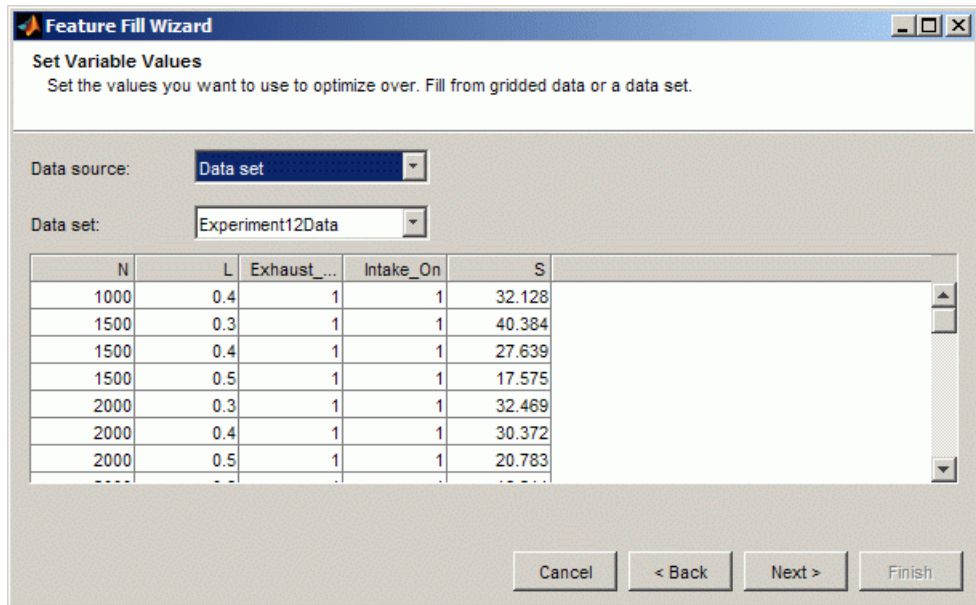 Feature Fill Wizard
Set Variable Values
Set the values you want to use to optimize over. Fill from gridded data or a data set.
Data source: Data set
Data set: Experiment12Data
N L Exhaust_... Intake_On S
1000 0.4 1 1 32.128
1500 0.3 1 1 40.384
1500 0.4 1 1 27.639
1500 0.5 1 1 17.575
2000 0.3 1 1 32.469
2000 0.4 1 1 30.372
2000 0.5 1 1 20.783
Cancel < Back Next > Finish